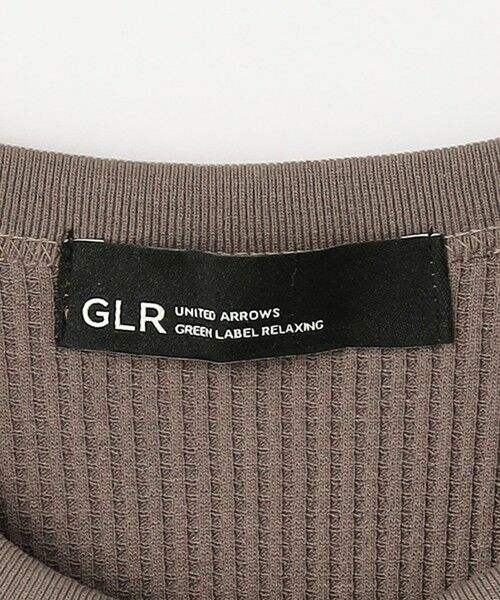 GLR
UNITED ARROWS
GREEN LABEL RELAXING